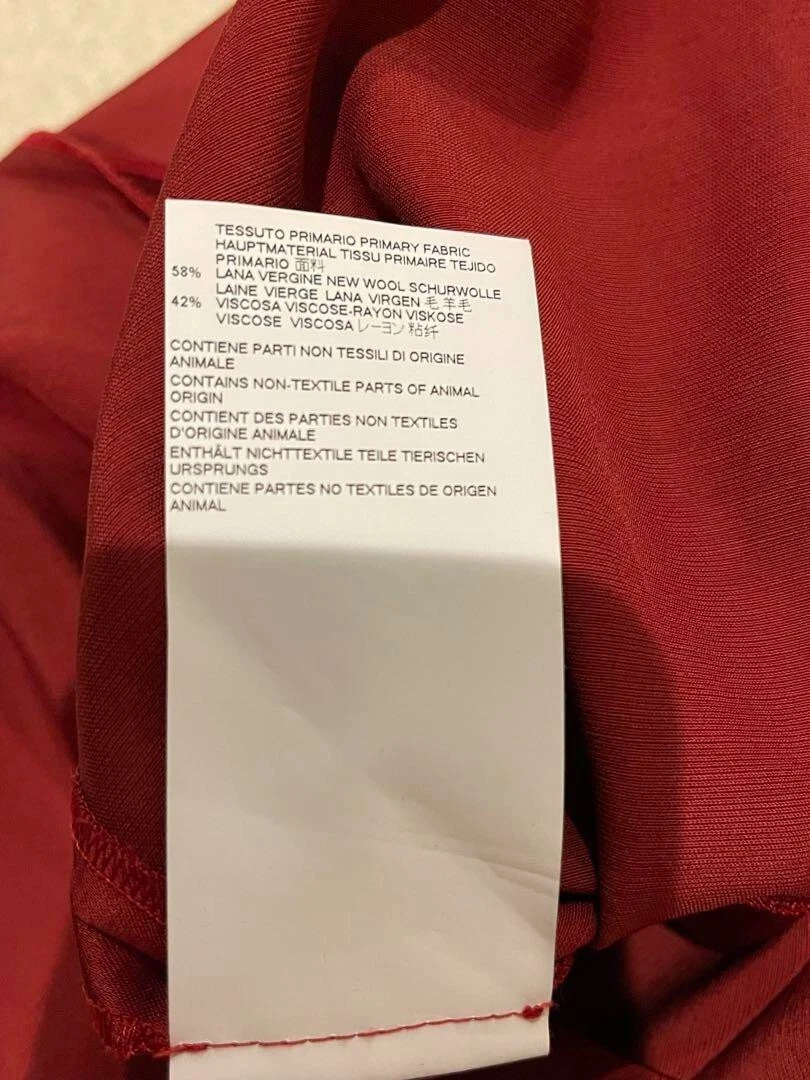 TESSUTO PRIMARIO PRIMARY FABRIC
HAUPTMATERIAL TISSU PRIMAIRE TEJIDO
PRIMARIO 面料
58% LANA VERGINE NEW WOOL SCHURWOLLE
LAINE VIERGE LANA VIRGEN 毛 羊毛
42% VISCOSA VISCOSE-RAYON VISKOSE
VISCOSE VISCOSA レーヨン 粘纤
CONTIENE PARTI NON TESSILI DI ORIGINE
ANIMALE
CONTAINS NON-TEXTILE PARTS OF ANIMAL
ORIGIN
CONTIENT DES PARTIES NON TEXTILES
D'ORIGINE ANIMALE
ENTHÄLT NICHTTEXTILE TEILE TIERISCHEN
URSPRUNGS
CONTIENE PARTES NO TEXTILES DE ORIGEN
ANIMAL